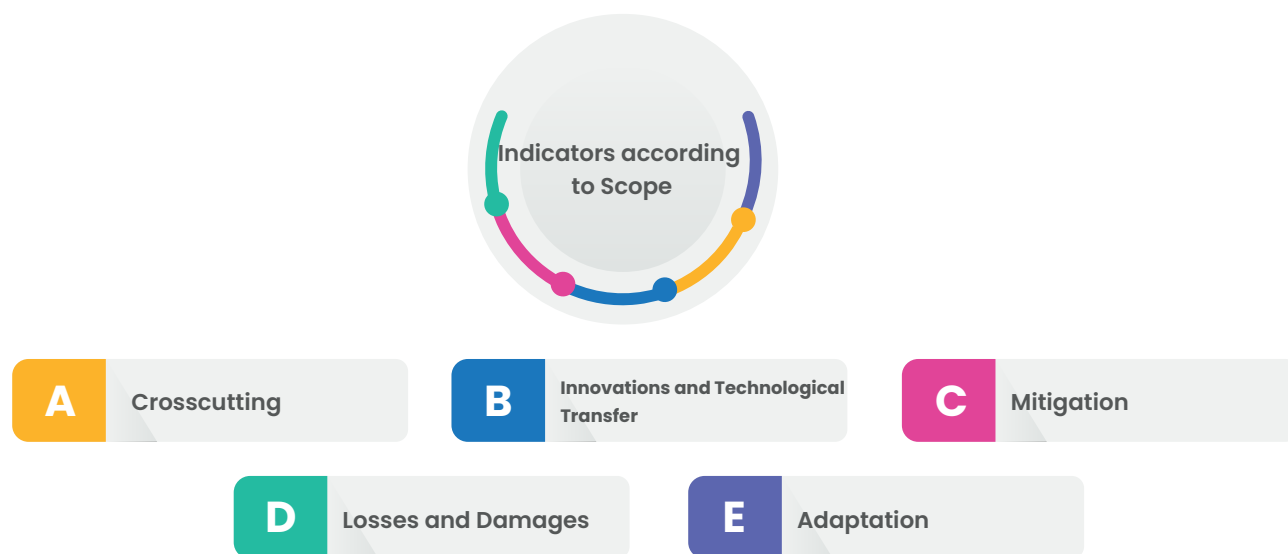 Indicators according
to Scope
A
Crosscutting
B
Innovations and Technological
Transfer
C
Mitigation
D
Losses and Damages
E
Adaptation